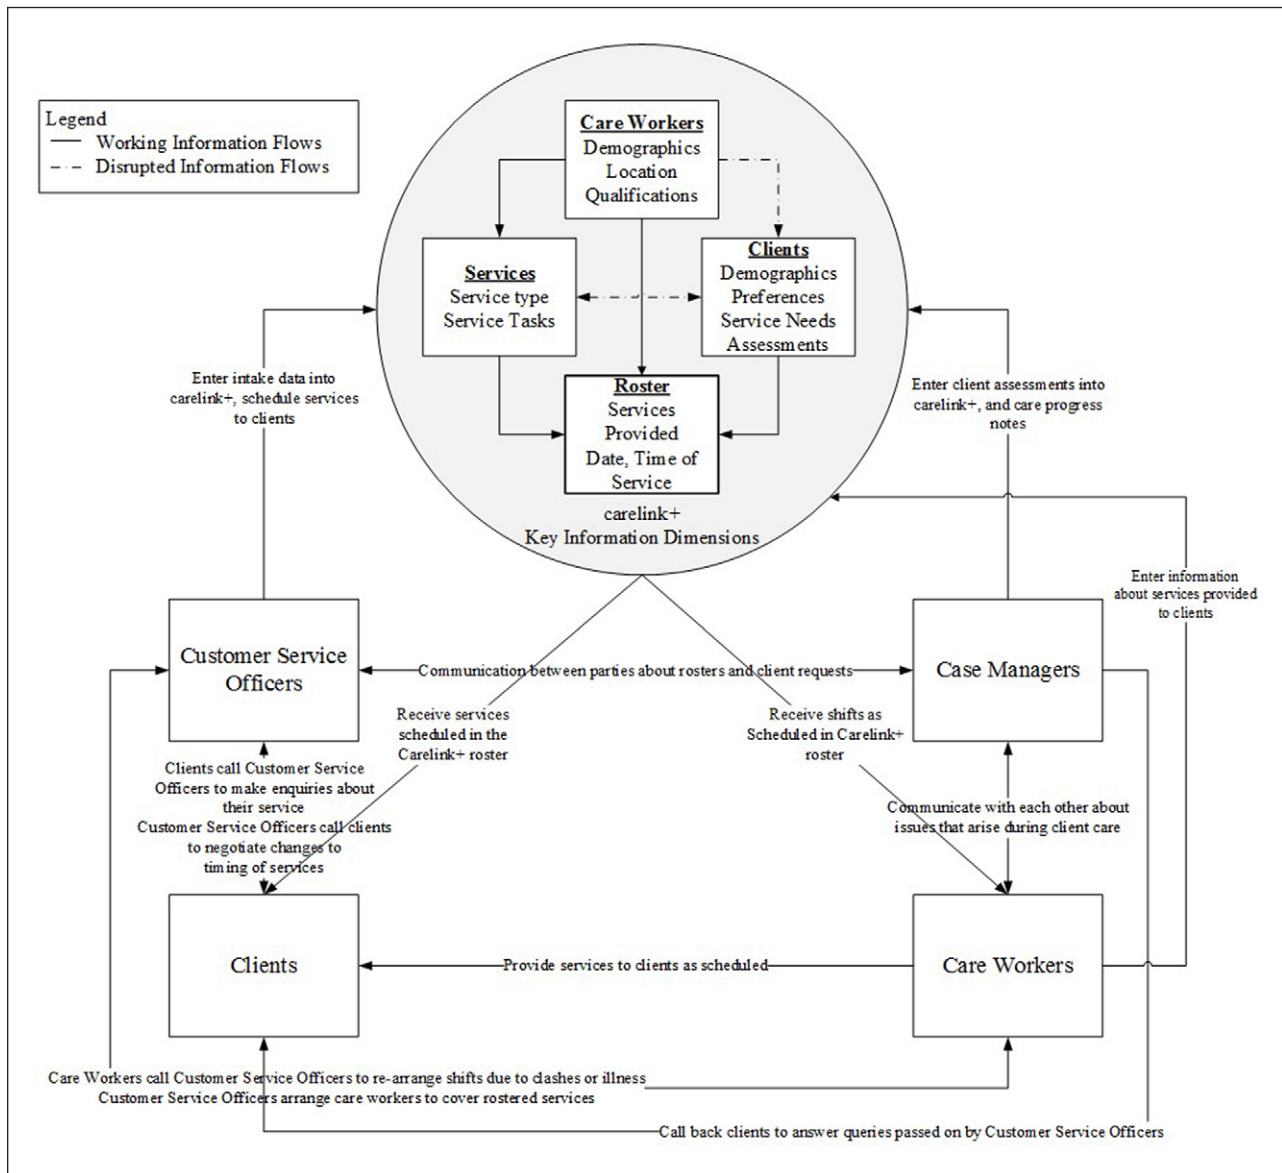 Legend
Working Information Flows
Disrupted Information Flows
Care Workers
Demographics
Location
Qualifications
Services
Service type
Service Tasks
Clients
Demographics
Preferences
Service Needs
Assessments
Roster
Services
Provided
Date, Time of
Service
carelink+
Key Information Dimensions
Enter intake data into
carelink+, schedule services
to clients
Enter client assessments into
carelink+, and care progress
notes
Enter information
about services provided
to clients
Customer Service
Officers
Communication between parties about rosters and client requests
Case Managers
Receive services
scheduled in the
Carelink+ roster
Receive shifts as
Scheduled in Carelink+
roster
Clients call Customer Service
Officers to make enquiries about
their service
Customer Service Officers call clients
to negotiate changes to
timing of services
Communicate with each other about
issues that arise during client care
Clients
Provide services to clients as scheduled
Care Workers
Care Workers call Customer Service Officers to re-arrange shifts due to clashes or illness
Customer Service Officers arrange care workers to cover rostered services
Call back clients to answer queries passed on by Customer Service Officers